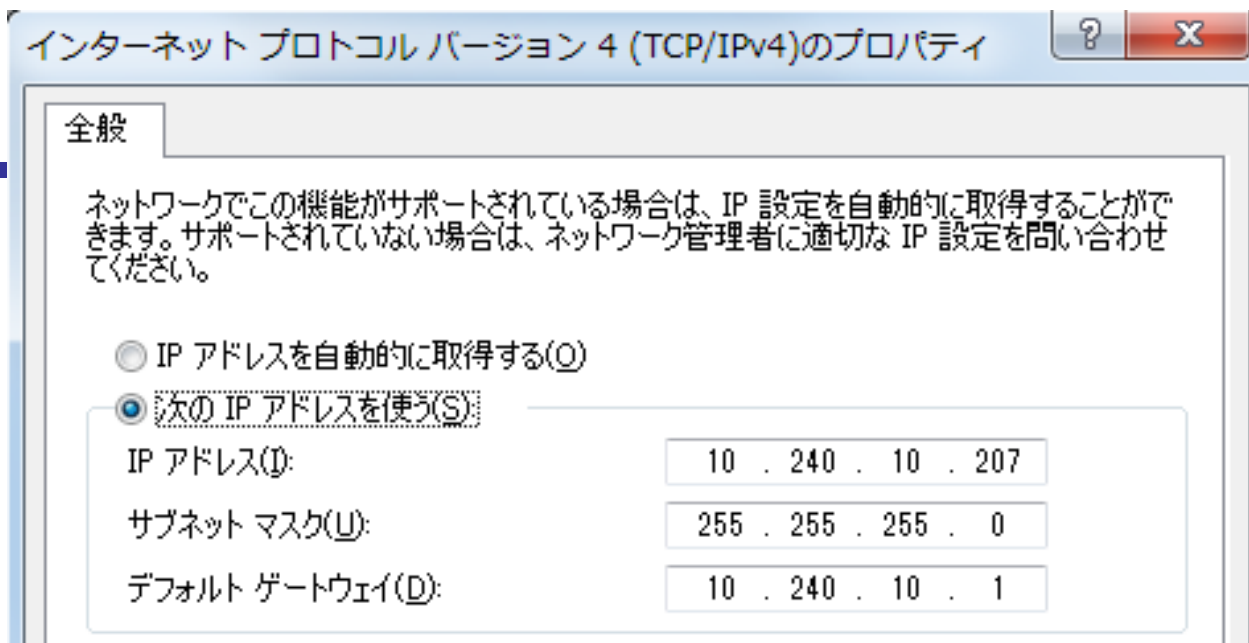 インターネット プロトコル バージョン 4 (TCP/IPv4)のプロパティ
全般
ネットワークでこの機能がサポートされている場合は、IP 設定を自動的に取得することがで
きます。サポートされていない場合は、ネットワーク管理者に適切な IP 設定を問い合わせ
てください。
IP アドレスを自動的に取得する(O)
次の IP アドレスを使う(S):
IP アドレス(I): 10 . 240 . 10 . 207
サブネット マスク(U): 255 . 255 . 255 . 0
デフォルト ゲートウェイ(D): 10 . 240 . 10 . 1